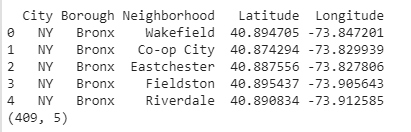 City Borough Neighborhood Latitude Longitude
0 NY Bronx Wakefield 40.894705 -73.847201
1 NY Bronx Co-op City 40.874294 -73.829939
2 NY Bronx Eastchester 40.887556 -73.827806
3 NY Bronx Fieldston 40.895437 -73.905643
4 NY Bronx Riverdale 40.890834 -73.912585
(409, 5)